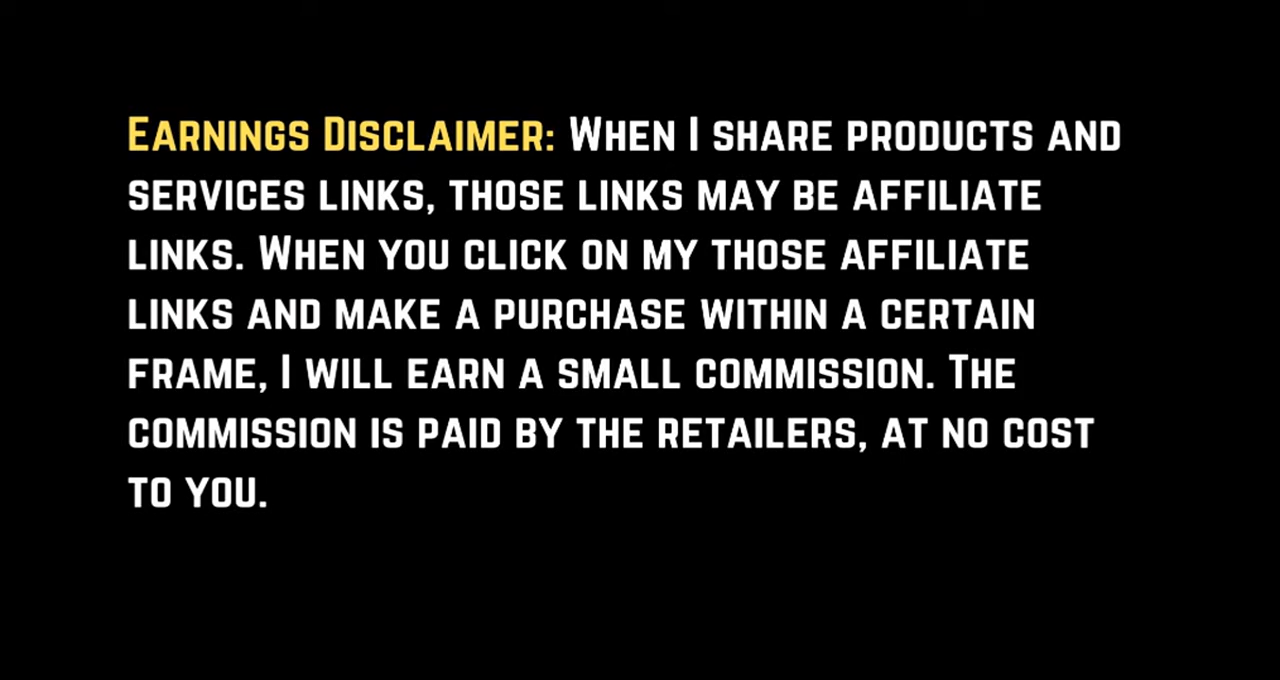 Earnings Disclaimer: When I share products and
services links, those links may be affiliate
links. When you click on my those affiliate
links and make a purchase within a certain
frame, I will earn a small commission. The
commission is paid by the retailers, at no cost
to you.